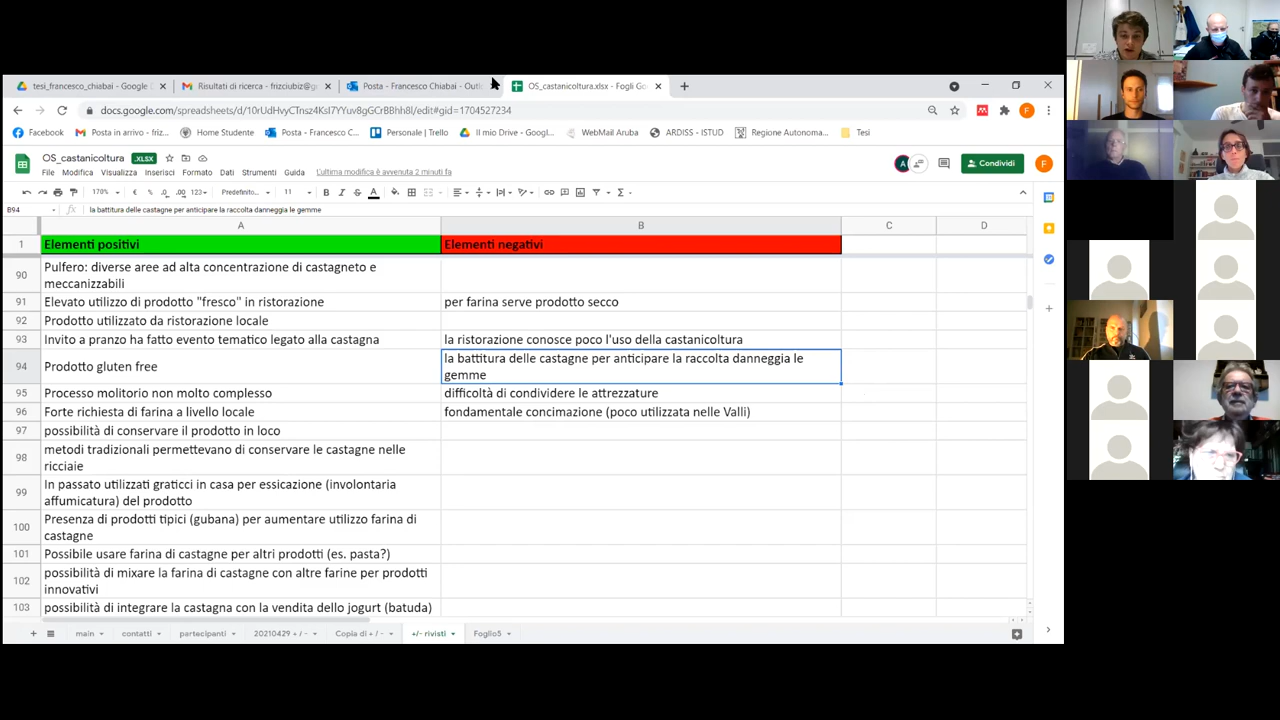 tesi_francesco_chiabai - Google D
Risultati di ricerca - frizciubiz@g
Posta - Francesco Chiabai - Outl
OS_castanicoltura.xlsx - Fogli Go
docs.google.com/spreadsheets/d/10rUdHvyCTnsz4KsI7YYuv8gGCrBBhh8I/edit#gid=1704527234
Facebook
Posta in arrivo - friz...
Home Studente
Posta - Francesco C...
Personale | Trello
Il mio Drive - Googl...
WebMail Aruba
ARDISS - ISTUD
Regione Autonoma...
Tesi
OS_castanicoltura .XLSX
File Modifica Visualizza Inserisci Formato Dati Strumenti Guida L'ultima modifica è avvenuta 2 minuti fa
Condividi
170% € % .0 .00 123 Predefinito... 11
B94 fx la battitura delle castagne per anticipare la raccolta danneggia le gemme
A B C D
1 Elementi positivi Elementi negativi
90 Pulfero: diverse aree ad alta concentrazione di castagneto e
meccanizzabili
91 Elevato utilizzo di prodotto "fresco" in ristorazione per farina serve prodotto secco
92 Prodotto utilizzato da ristorazione locale
93 Invito a pranzo ha fatto evento tematico legato alla castagna la ristorazione conosce poco l'uso della castanicoltura
94 Prodotto gluten free la battitura delle castagne per anticipare la raccolta danneggia le
gemme
95 Processo molitorio non molto complesso difficoltà di condividere le attrezzature
96 Forte richiesta di farina a livello locale fondamentale concimazione (poco utilizzata nelle Valli)
97 possibilità di conservare il prodotto in loco
98 metodi tradizionali permettevano di conservare le castagne nelle
ricciaie
99 In passato utilizzati graticci in casa per essicazione (involontaria
affumicatura) del prodotto
100 Presenza di prodotti tipici (gubana) per aumentare utilizzo farina di
castagne
101 Possibile usare farina di castagne per altri prodotti (es. pasta?)
102 possibilità di mixare la farina di castagne con altre farine per prodotti
innovativi
103 possibilità di integrare la castagna con la vendita dello jogurt (batuda)
main contatti partecipanti 20210429 + / - Copia di + / - +/- rivisti Foglio5